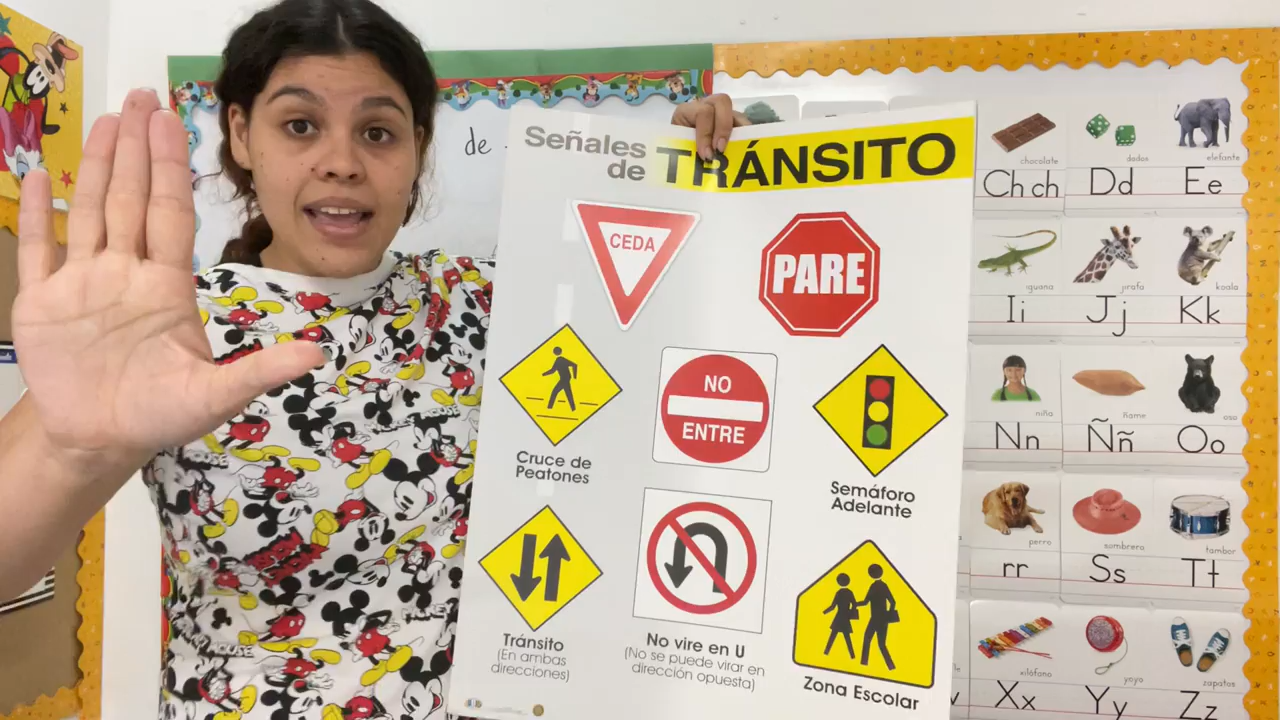 de
Señales
de TRÁNSITO
CEDA
PARE
NO
ENTRE
Cruce de
Peatones
Semáforo
Adelante
Tránsito
(En ambas
direcciones)
No vire en U
(No se puede virar en
dirección opuesta)
Zona Escolar
chocolate
Ch ch
dados
Dd
elefante
Ee
iguana
Ii
jirafa
Jj
koala
Kk
niña
Nn
ñame
Ññ
oso
Oo
perro
rr
sombrero
Ss
tambor
Tt
xilófono
Xx
yoyo
Yy
zapatos
Zz